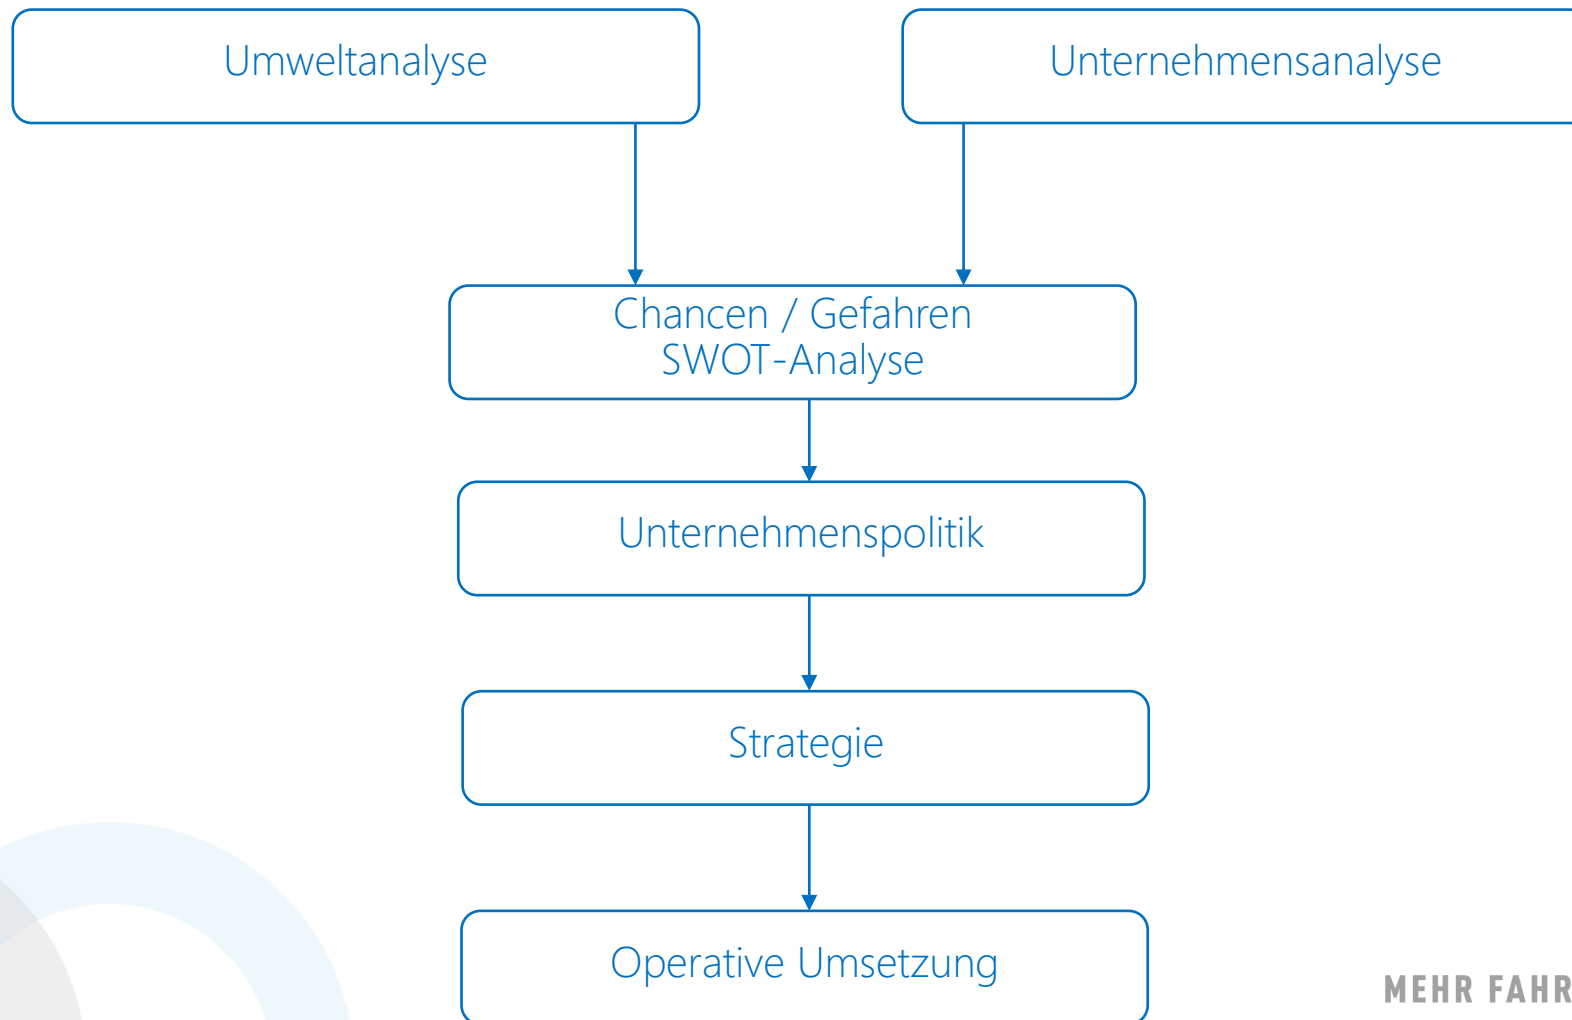 Umweltanalyse
Unternehmensanalyse
Chancen / Gefahren
SWOT-Analyse
Unternehmenspolitik
Strategie
Operative Umsetzung
MEHR FAHR